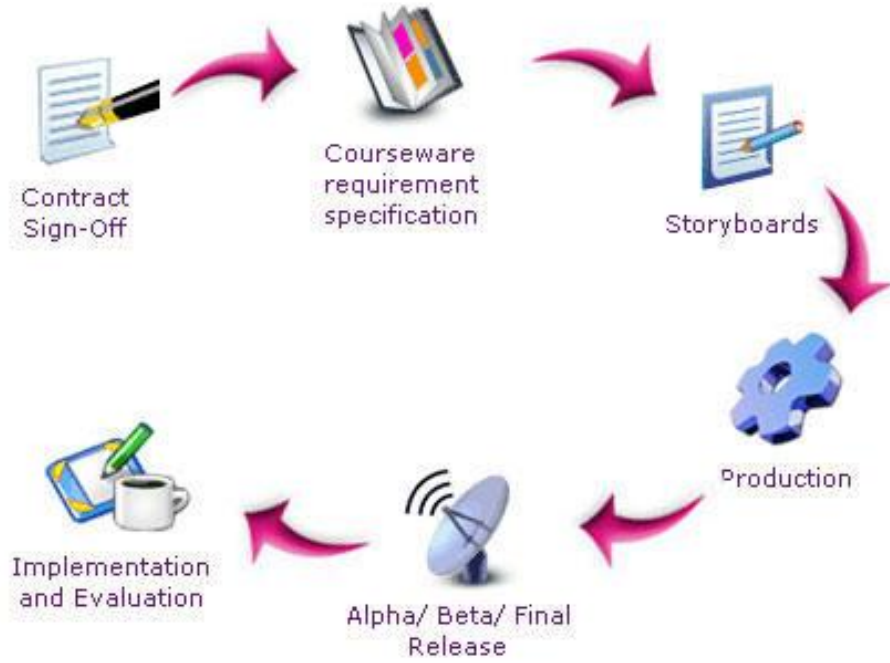 Contract
Sign-Off
Courseware
requirement
specification
Storyboards
Production
Alpha/ Beta/ Final
Release
Implementation
and Evaluation